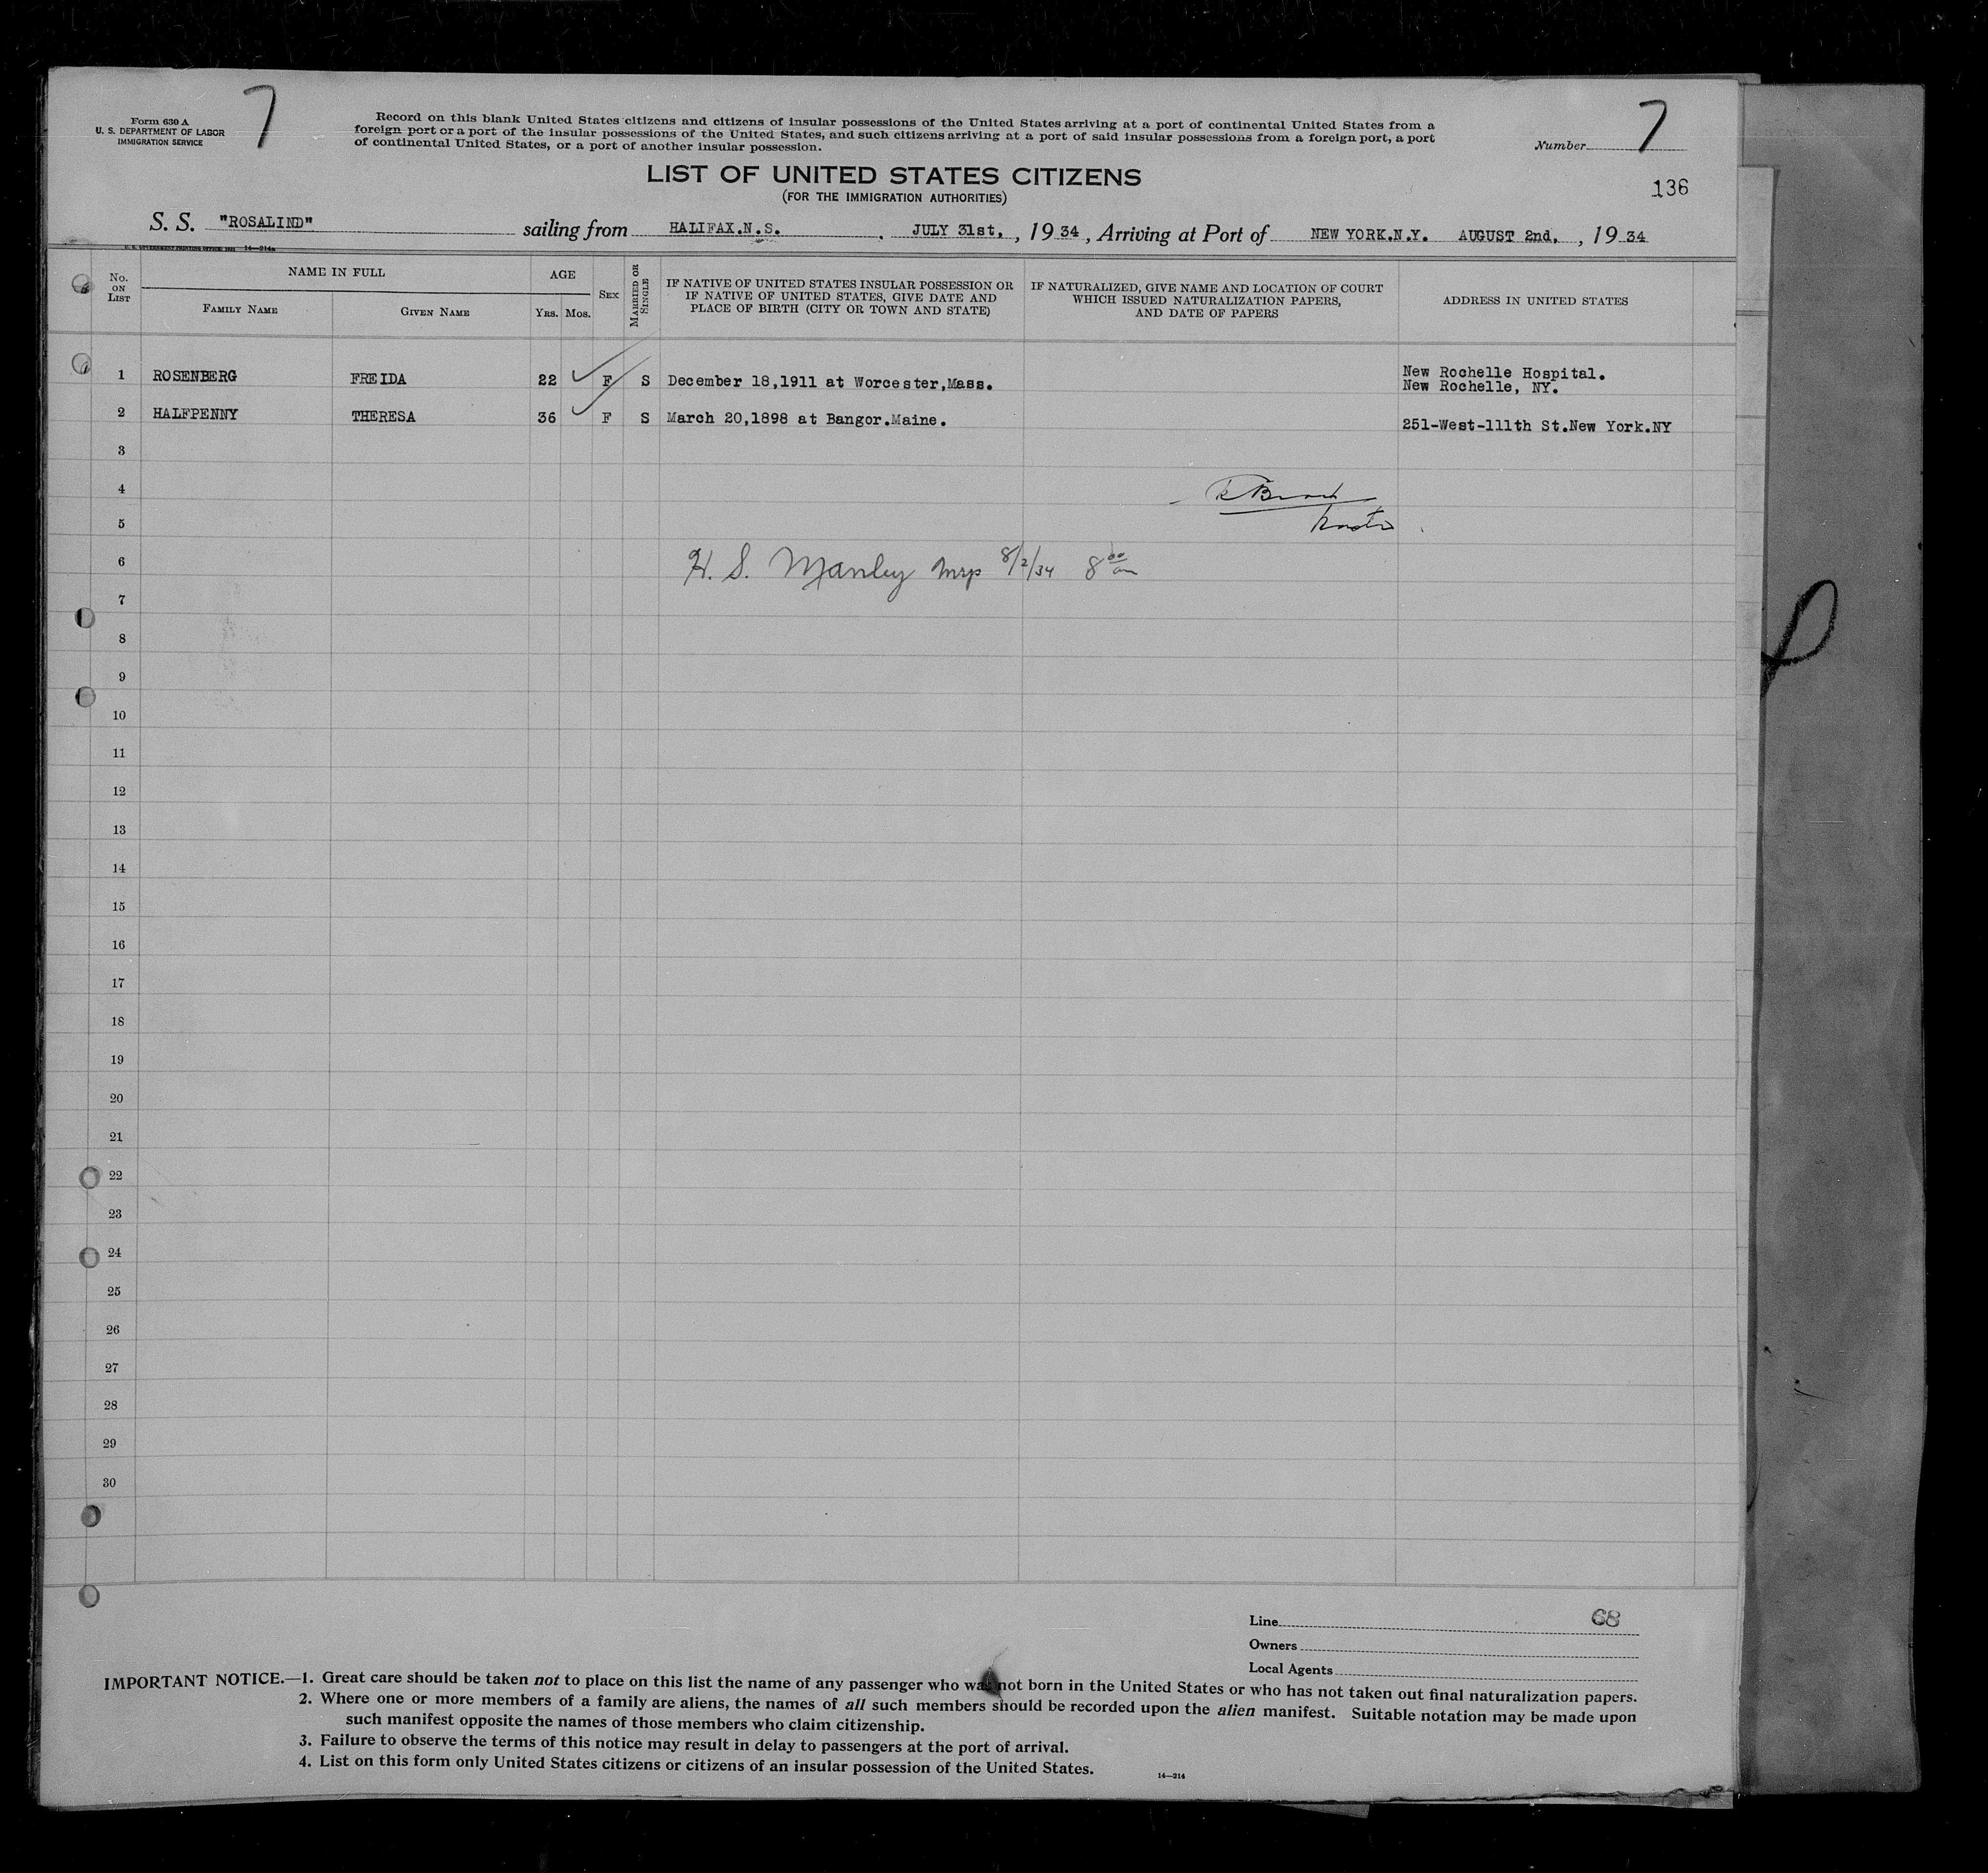 Form 630 A
U. S. DEPARTMENT OF LABOR
IMMIGRATION SERVICE
7
Record on this blank United States citizens and citizens of insular possessions of the United States arriving at a port of continental United States from a
foreign port or a port of the insular possessions of the United States, and such citizens arriving at a port of said insular possessions from a foreign port, a port
of continental United States, or a port of another insular possession.
Number 7
LIST OF UNITED STATES CITIZENS
(FOR THE IMMIGRATION AUTHORITIES)
136
S. S. "ROSALIND" sailing from HALIFAX.N.S. , JULY 31st, , 19 34 , Arriving at Port of NEW YORK.N.Y. AUGUST 2nd, , 19 34
14—214a
No. ON LIST
NAME IN FULL
FAMILY NAME
GIVEN NAME
AGE
YRS. MOS.
SEX
MARRIED OR SINGLE
IF NATIVE OF UNITED STATES INSULAR POSSESSION OR
IF NATIVE OF UNITED STATES, GIVE DATE AND
PLACE OF BIRTH (CITY OR TOWN AND STATE)
IF NATURALIZED, GIVE NAME AND LOCATION OF COURT
WHICH ISSUED NATURALIZATION PAPERS,
AND DATE OF PAPERS
ADDRESS IN UNITED STATES
1 ROSENBERG FREIDA 22 F S December 18,1911 at Worcester,Mass. New Rochelle Hospital.
New Rochelle, NY.
2 HALFPENNY THERESA 36 F S March 20,1898 at Bangor.Maine. 251-West-111th St.New York.NY
3
4
5
6 H. S. Manley Insp 8/2/34 8 00 am
7
8
9
10
11
12
13
14
15
16
17
18
19
20
21
22
23
24
25
26
27
28
29
30
Line 68
Owners
Local Agents
IMPORTANT NOTICE.—1. Great care should be taken not to place on this list the name of any passenger who was not born in the United States or who has not taken out final naturalization papers.
2. Where one or more members of a family are aliens, the names of all such members should be recorded upon the alien manifest. Suitable notation may be made upon
such manifest opposite the names of those members who claim citizenship.
3. Failure to observe the terms of this notice may result in delay to passengers at the port of arrival.
4. List on this form only United States citizens or citizens of an insular possession of the United States.
14—214